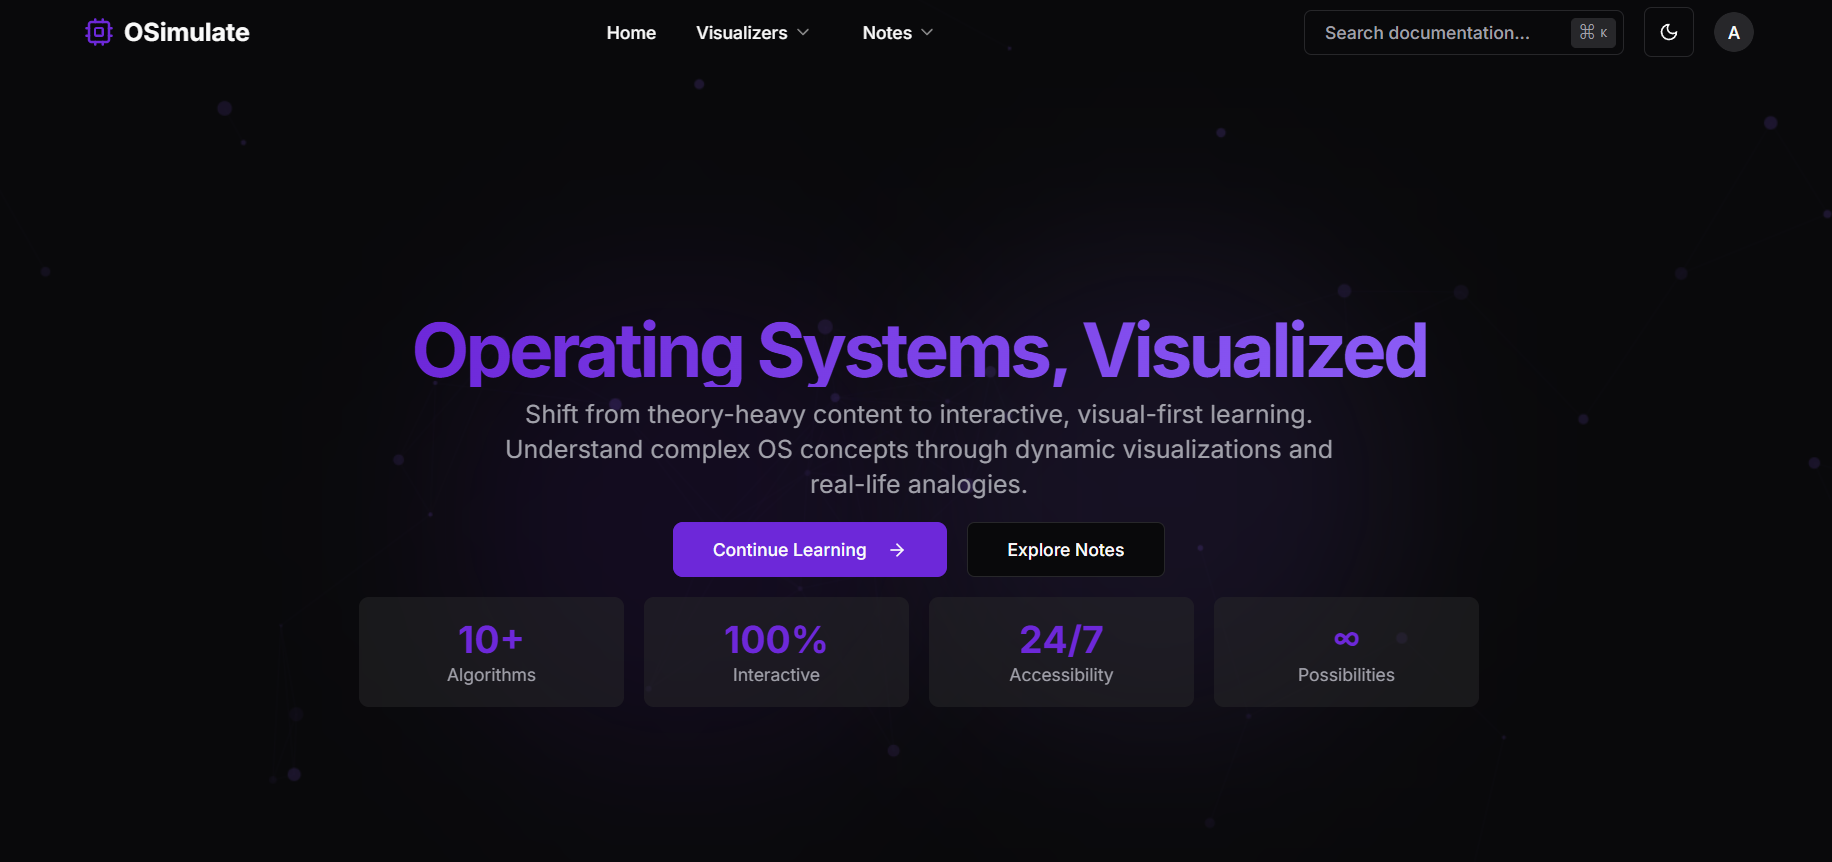 OSimulate
Home
Visualizers
Notes
Search documentation...
⌘ K
A
Operating Systems, Visualized
Shift from theory-heavy content to interactive, visual-first learning.
Understand complex OS concepts through dynamic visualizations and
real-life analogies.
Continue Learning →
Explore Notes
10+
Algorithms
100%
Interactive
24/7
Accessibility
∞
Possibilities